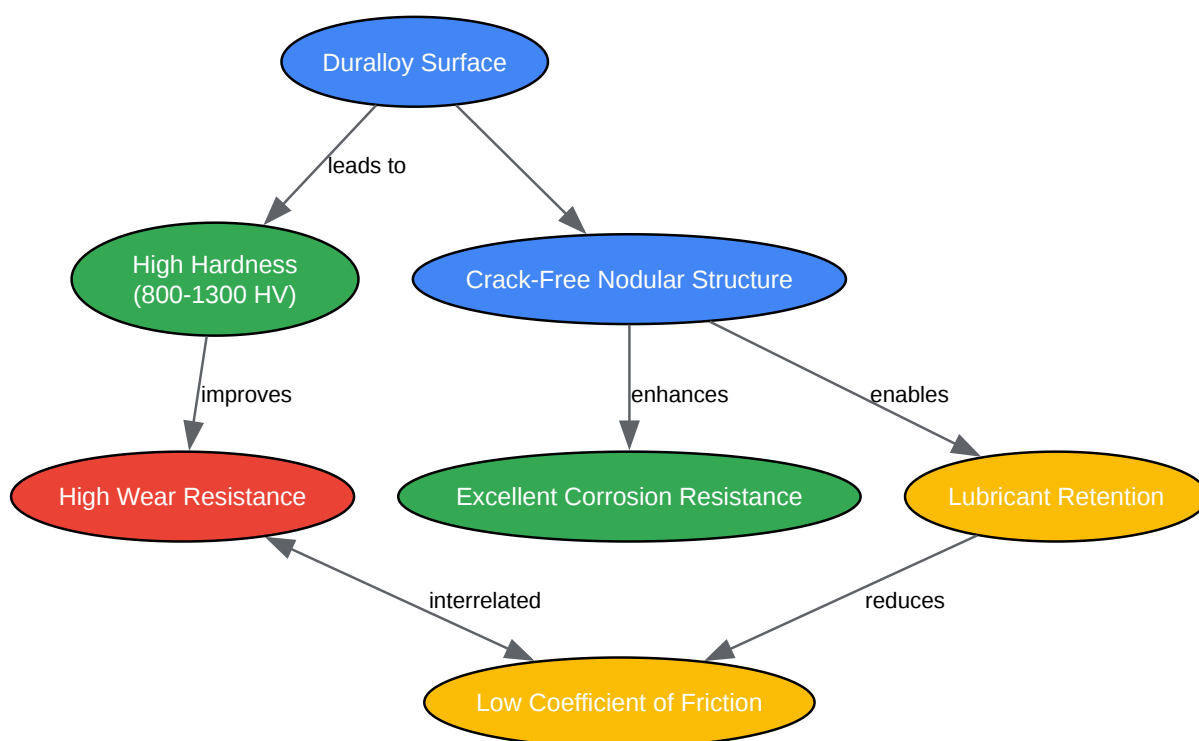 Duralloy Surface
leads to
High Hardness
(800-1300 HV)
Crack-Free Nodular Structure
improves
enhances
enables
High Wear Resistance
Excellent Corrosion Resistance
Lubricant Retention
interrelated
reduces
Low Coefficient of Friction